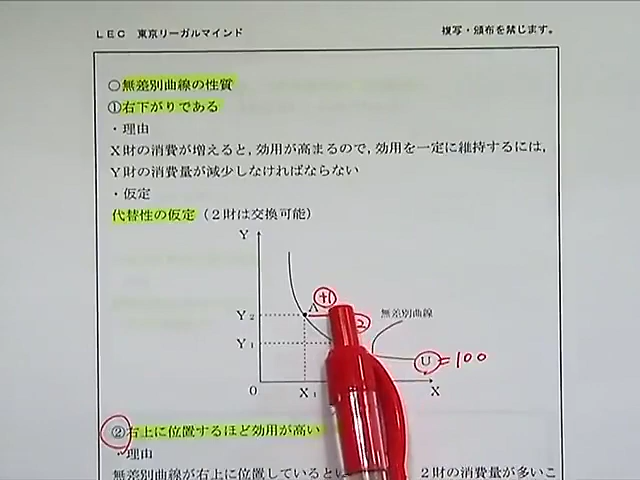 LEC 東京リーガルマインド 複写・頒布を禁じます。
○無差別曲線の性質
①右下がりである
・理由
X財の消費が増えると,効用が高まるので,効用を一定に維持するには,
Y財の消費量が減少しなければならない
・仮定
代替性の仮定(2財は交換可能)
Y
+1
A
Y2
2
無差別曲線
Y1
U=100
0
X1
X
②右上に位置するほど効用が高い
・理由
無差別曲線が右上に位置していると 2財の消費量が多いこ